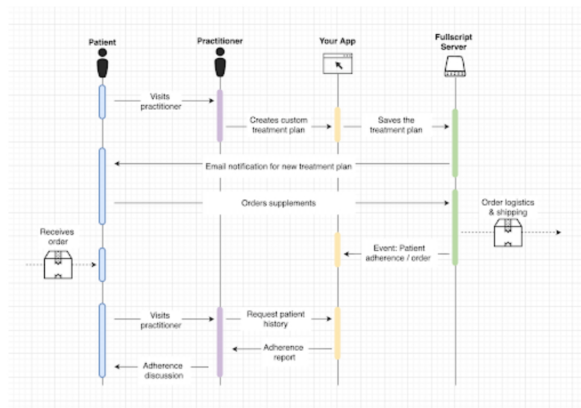 Patient
Practitioner
Your App
Fullscript
Server
Visits
practitioner
Creates custom
treatment plan
Saves the
treatment plan
Email notification for new treatment plan
Orders supplements
Order logistics
& shipping
Receives
order
Event: Patient
adherence / order
Visits
practitioner
Request patient
history
Adherence
report
Adherence
discussion